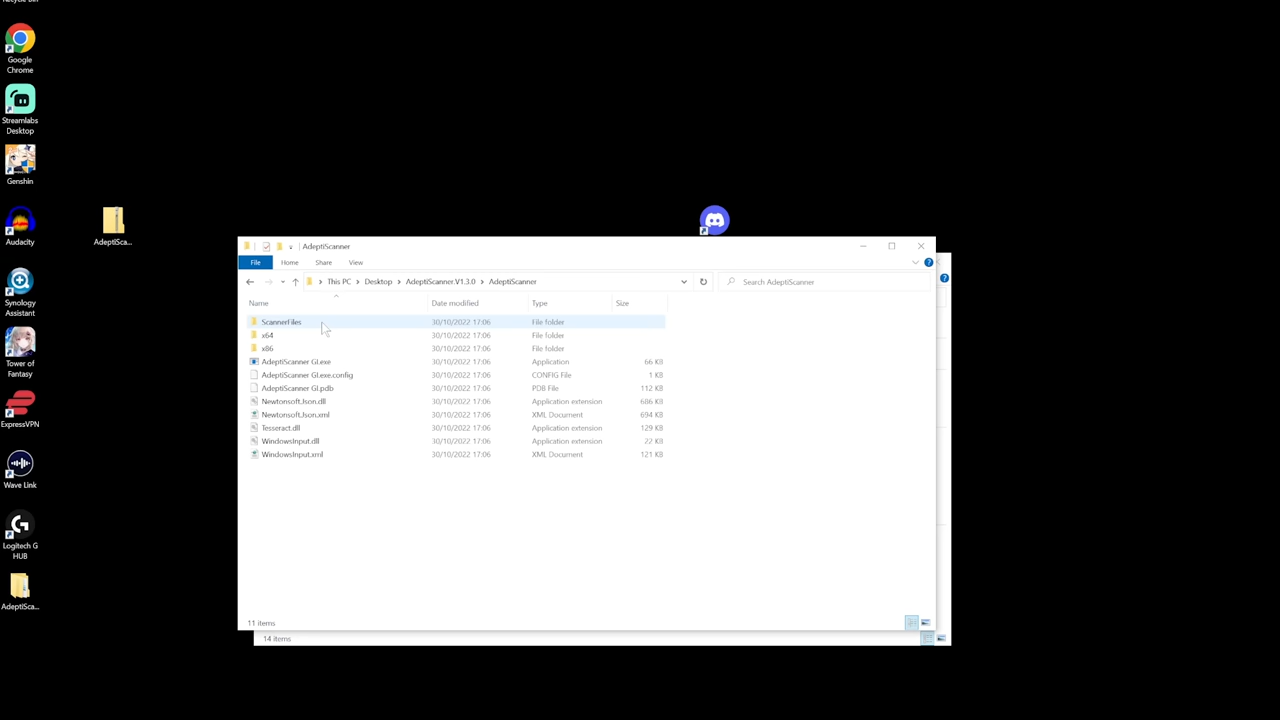 Google
Chrome
Streamlabs
Desktop
Genshin
Audacity
AdeptiSca...
Synology
Assistant
Tower of
Fantasy
ExpressVPN
Wave Link
Logitech G
HUB
AdeptiSca...
AdeptiScanner
File Home Share View
This PC > Desktop > AdeptiScanner.V1.3.0 > AdeptiScanner
Search AdeptiScanner
Name Date modified Type Size
ScannerFiles 30/10/2022 17:06 File folder
x64 30/10/2022 17:06 File folder
x86 30/10/2022 17:06 File folder
AdeptiScanner GI.exe 30/10/2022 17:06 Application 66 KB
AdeptiScanner GI.exe.config 30/10/2022 17:06 CONFIG File 1 KB
AdeptiScanner GI.pdb 30/10/2022 17:06 PDB File 112 KB
Newtonsoft.Json.dll 30/10/2022 17:06 Application extension 686 KB
Newtonsoft.Json.xml 30/10/2022 17:06 XML Document 694 KB
Tesseract.dll 30/10/2022 17:06 Application extension 129 KB
WindowsInput.dll 30/10/2022 17:06 Application extension 22 KB
WindowsInput.xml 30/10/2022 17:06 XML Document 121 KB
11 items
14 items